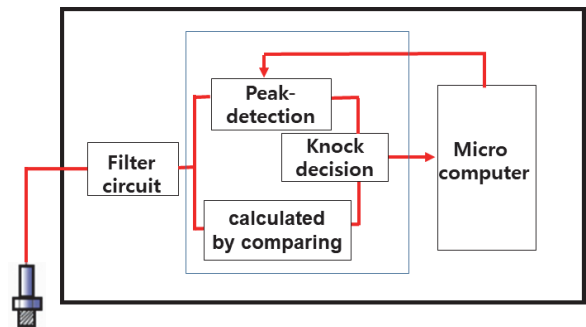 Peak-
detection
Filter
circuit
Knock
decision
Micro
computer
calculated
by comparing